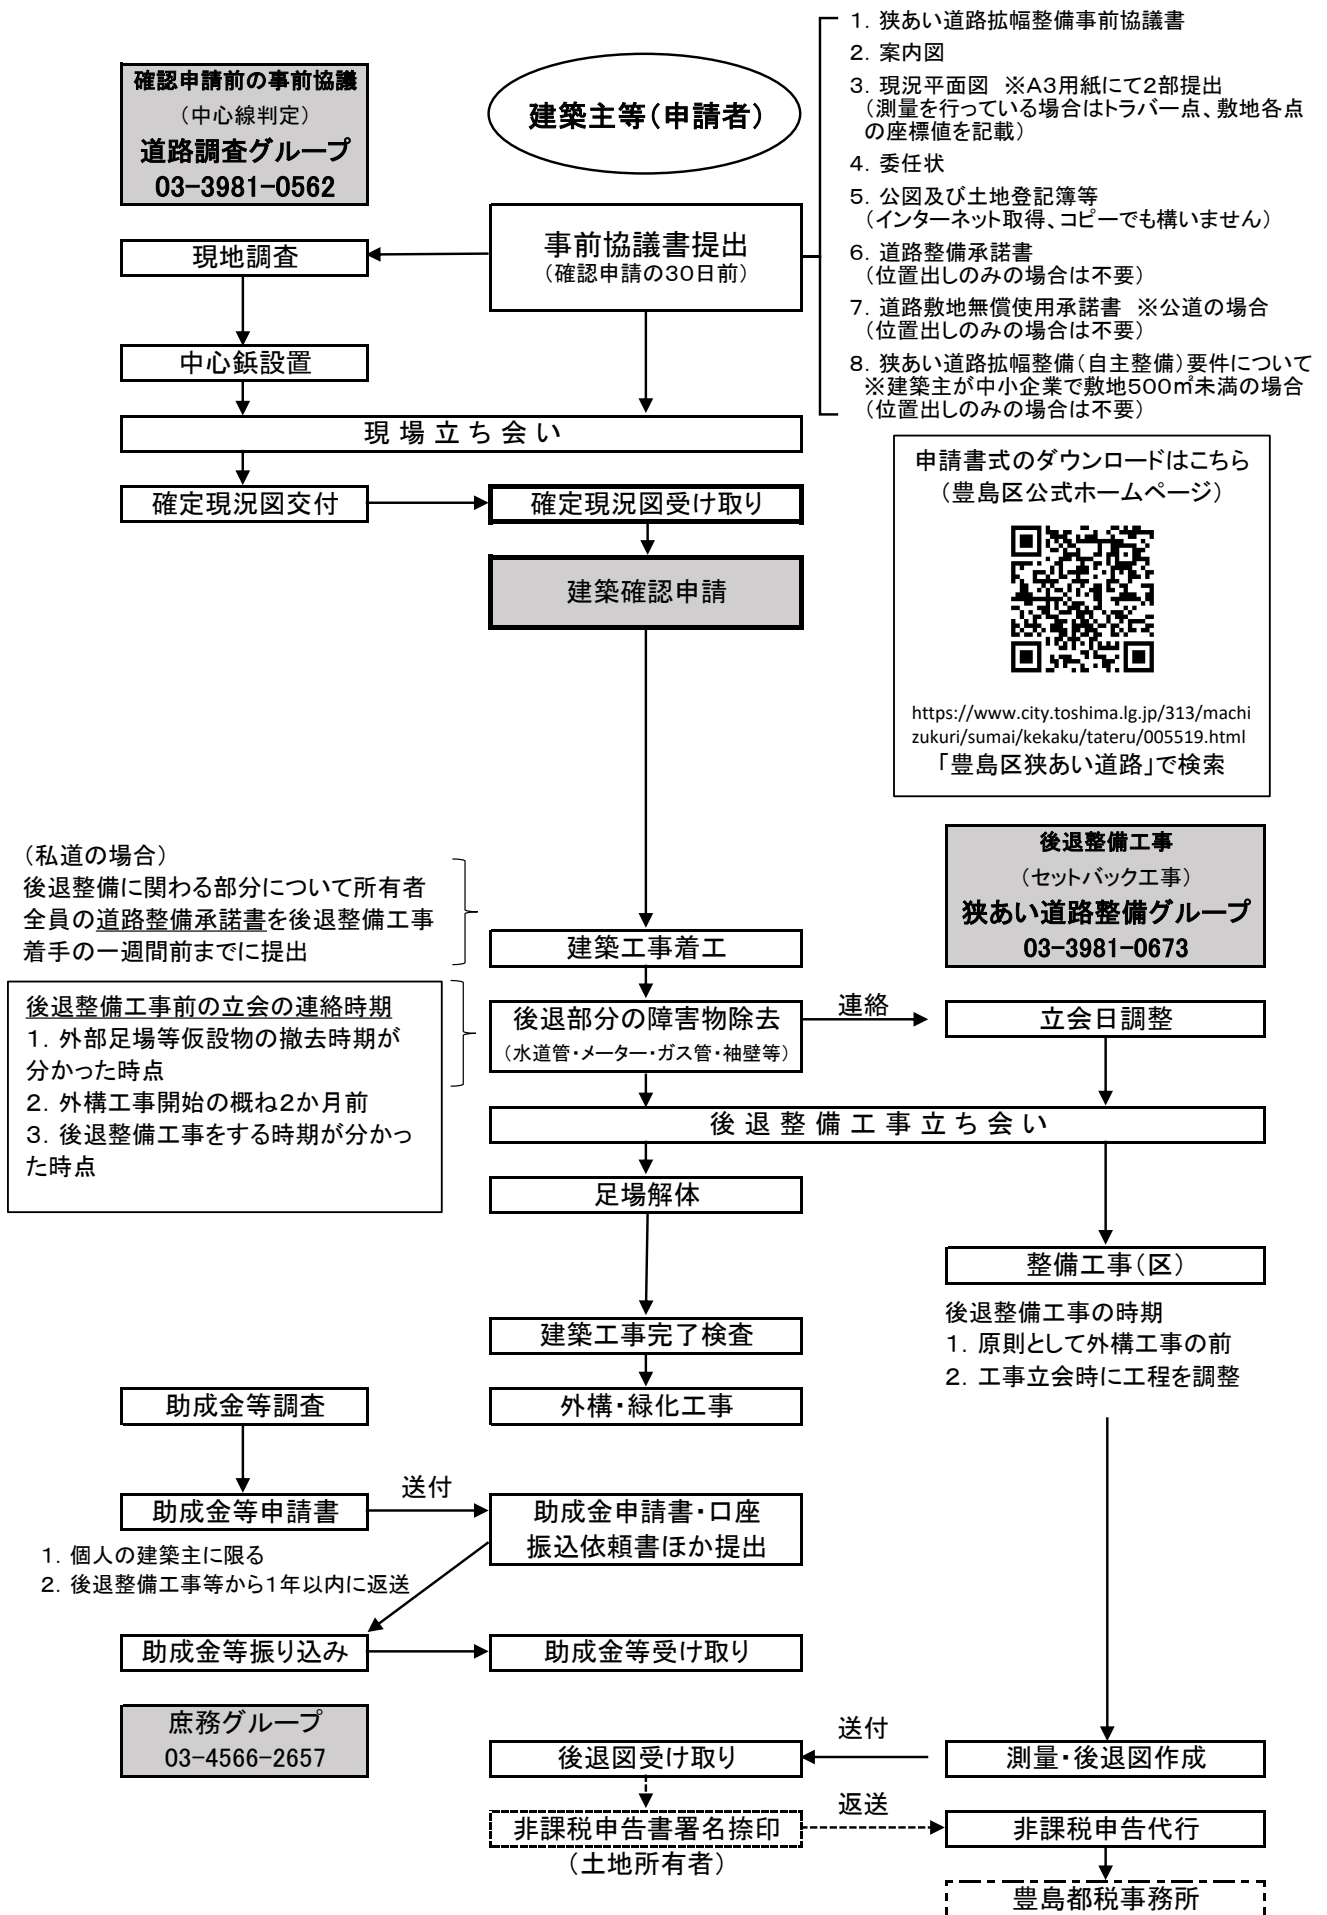 1．狭あい道路拡幅整備事前協議書
2．案内図
3．現況平面図　※A3用紙にて2部提出
（測量を行っている場合はトラバー点、敷地各点
の座標値を記載）
4．委任状
5．公図及び土地登記簿等
（インターネット取得、コピーでも構いません）
6．道路整備承諾書
（位置出しのみの場合は不要）
7．道路敷地無償使用承諾書　※公道の場合
（位置出しのみの場合は不要）
8．狭あい道路拡幅整備（自主整備）要件について
※建築主が中小企業で敷地500㎡未満の場合
（位置出しのみの場合は不要）
確認申請前の事前協議
（中心線判定）
道路調査グループ
03-3981-0562
建築主等（申請者）
事前協議書提出
（確認申請の30日前）
現地調査
中心鋲設置
現場立ち会い
確定現況図交付
確定現況図受け取り
建築確認申請
申請書式のダウンロードはこちら
（豊島区公式ホームページ）
https://www.city.toshima.lg.jp/313/machi
zukuri/sumai/kekaku/tateru/005519.html
「豊島区狭あい道路」で検索
後退整備工事
（セットバック工事）
狭あい道路整備グループ
03-3981-0673
（私道の場合）
後退整備に関わる部分について所有者
全員の道路整備承諾書を後退整備工事
着手の一週間前までに提出
建築工事着工
後退整備工事前の立会の連絡時期
1．外部足場等仮設物の撤去時期が
分かった時点
2．外構工事開始の概ね2か月前
3．後退整備工事をする時期が分かっ
た時点
後退部分の障害物除去
（水道管・メーター・ガス管・袖壁等）
連絡
立会日調整
後退整備工事立ち会い
足場解体
整備工事（区）
後退整備工事の時期
1．原則として外構工事の前
2．工事立会時に工程を調整
建築工事完了検査
外構・緑化工事
助成金等調査
助成金等申請書
送付
助成金申請書・口座
振込依頼書ほか提出
1．個人の建築主に限る
2．後退整備工事等から1年以内に返送
助成金等振り込み
助成金等受け取り
庶務グループ
03-4566-2657
送付
後退図受け取り
測量・後退図作成
返送
非課税申告書署名捺印
（土地所有者）
非課税申告代行
豊島都税事務所